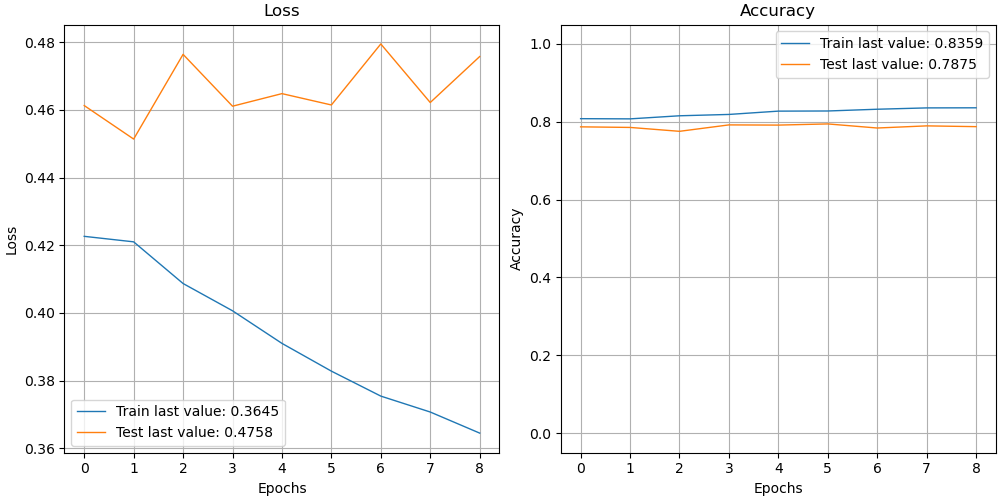 Loss
Loss
0.48
0.46
0.44
0.42
0.40
0.38
0.36
Train last value: 0.3645
Test last value: 0.4758
0 1 2 3 4 5 6 7 8
Epochs
Accuracy
Accuracy
1.0
0.8
0.6
0.4
0.2
0.0
Train last value: 0.8359
Test last value: 0.7875
0 1 2 3 4 5 6 7 8
Epochs